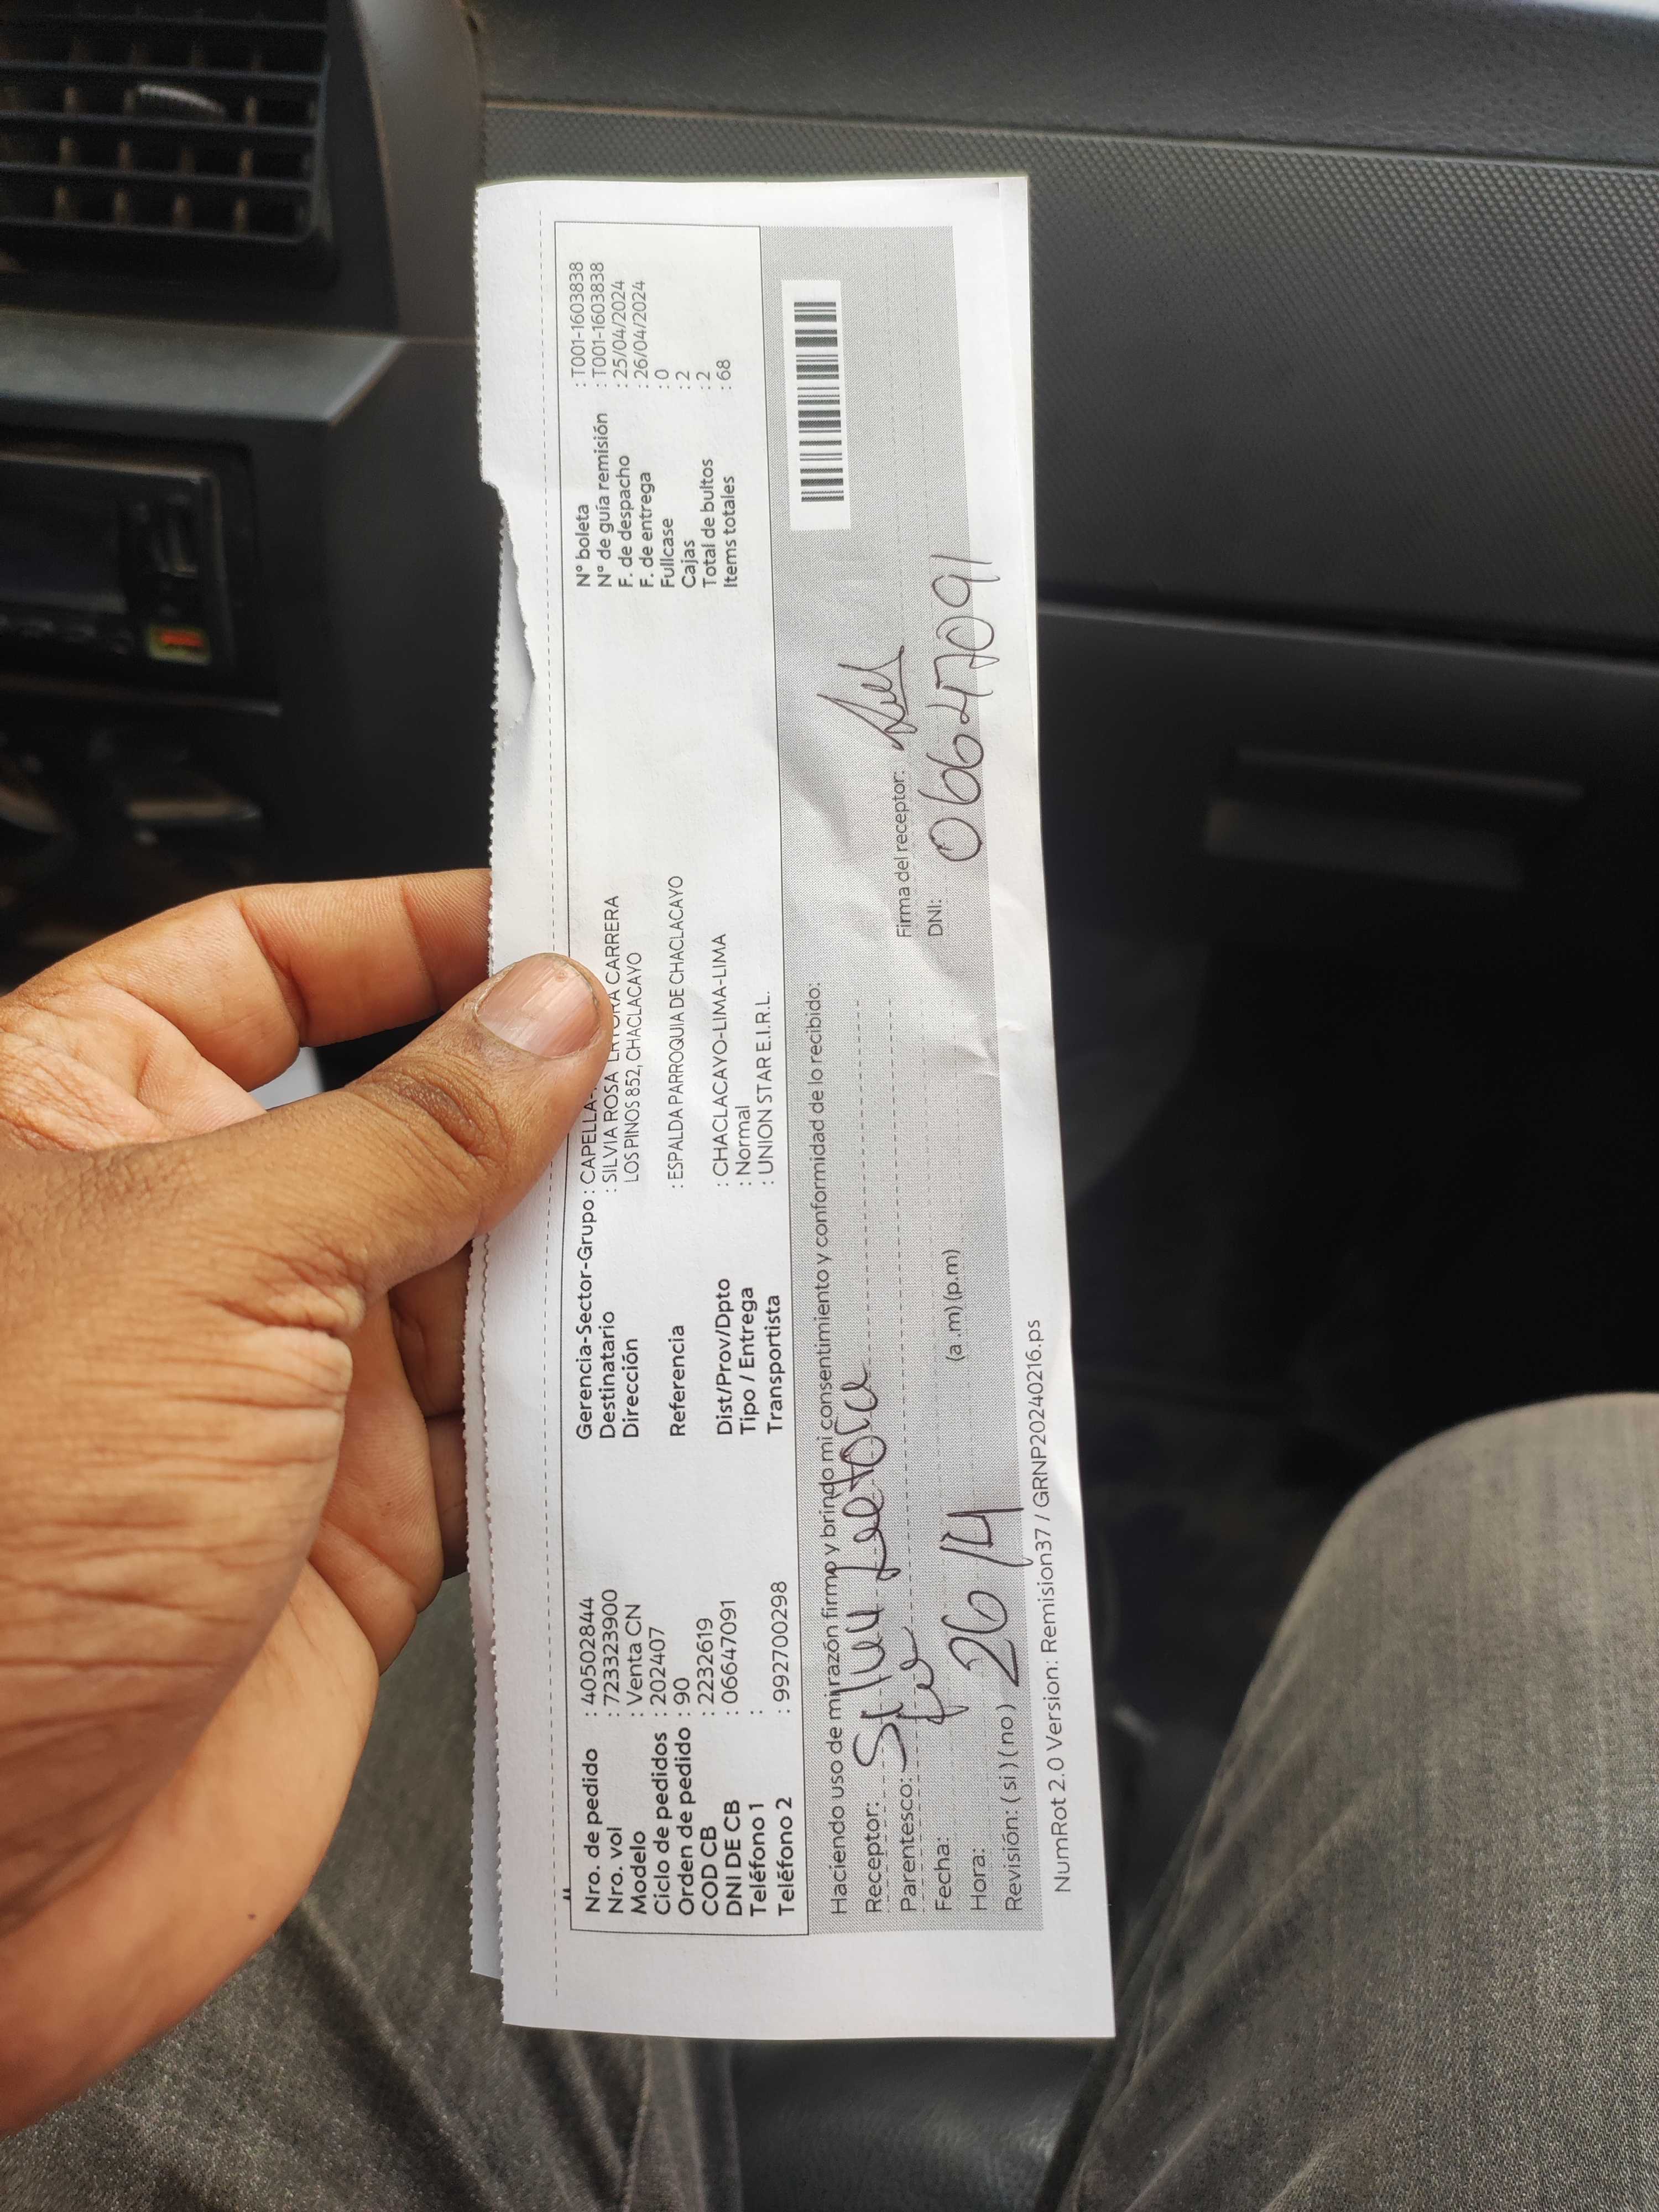 Nro. de pedido : 40502844
Nro. vol : 723323900
Modelo : Venta CN
Ciclo de pedidos : 202407
Orden de pedido : 90
COD CB : 2232619
DNI DE CB : 06647091
Teléfono 1 :
Teléfono 2 : 992700298
Gerencia-Sector-Grupo : CAPELLA-
Destinatario : SILVIA ROSA CARRERA
Dirección LOS PINOS 852, CHACLACAYO
Referencia : ESPALDA PARROQUIA DE CHACLACAYO
Dist/Prov/Dpto : CHACLACAYO-LIMA-LIMA
Tipo / Entrega : Normal
Transportista : UNION STAR E.I.R.L.
N° boleta : T001-1603838
N° de guía remisión : T001-1603838
F. de despacho : 25/04/2024
F. de entrega : 26/04/2024
Fullcase : 0
Cajas : 2
Total de bultos : 2
Items totales : 68
Haciendo uso de mi razón firmo y brindo mi consentimiento y conformidad de lo recibido:
Receptor:
Parentesco:
Fecha: 26/4
Hora: (a.m) (p.m)
Revisión: ( si ) ( no )
Firma del receptor:
DNI: 06647091
NumRot 2.0 Version: Remision37 / GRNP20240216.ps